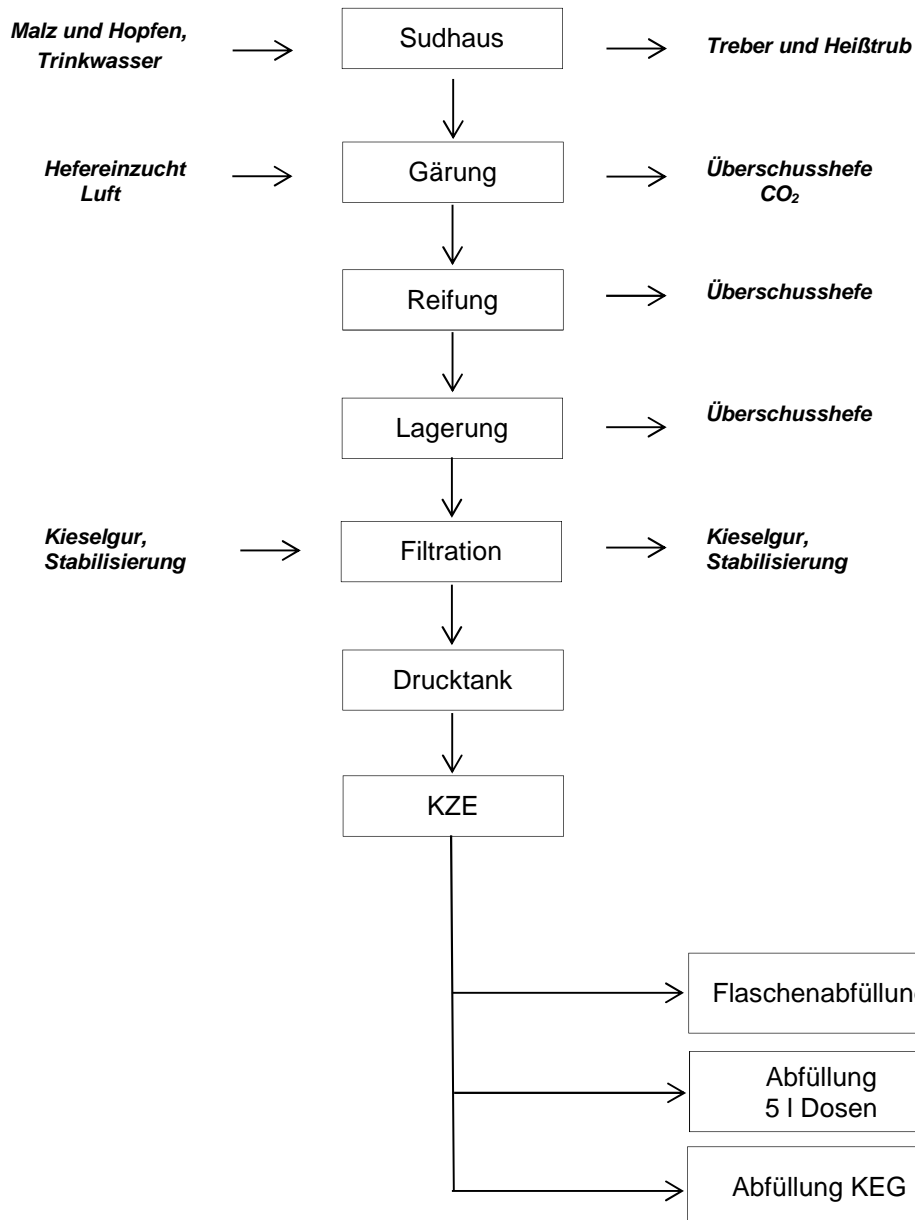 Malz und Hopfen,
Trinkwasser
Sudhaus
Treber und Heißtrub
Hefereinzucht
Luft
Gärung
Überschusshefe
CO₂
Reifung
Überschusshefe
Lagerung
Überschusshefe
Kieselgur,
Stabilisierung
Filtration
Kieselgur,
Stabilisierung
Drucktank
KZE
Flaschenabfüllung
Abfüllung
5 l Dosen
Abfüllung KEG